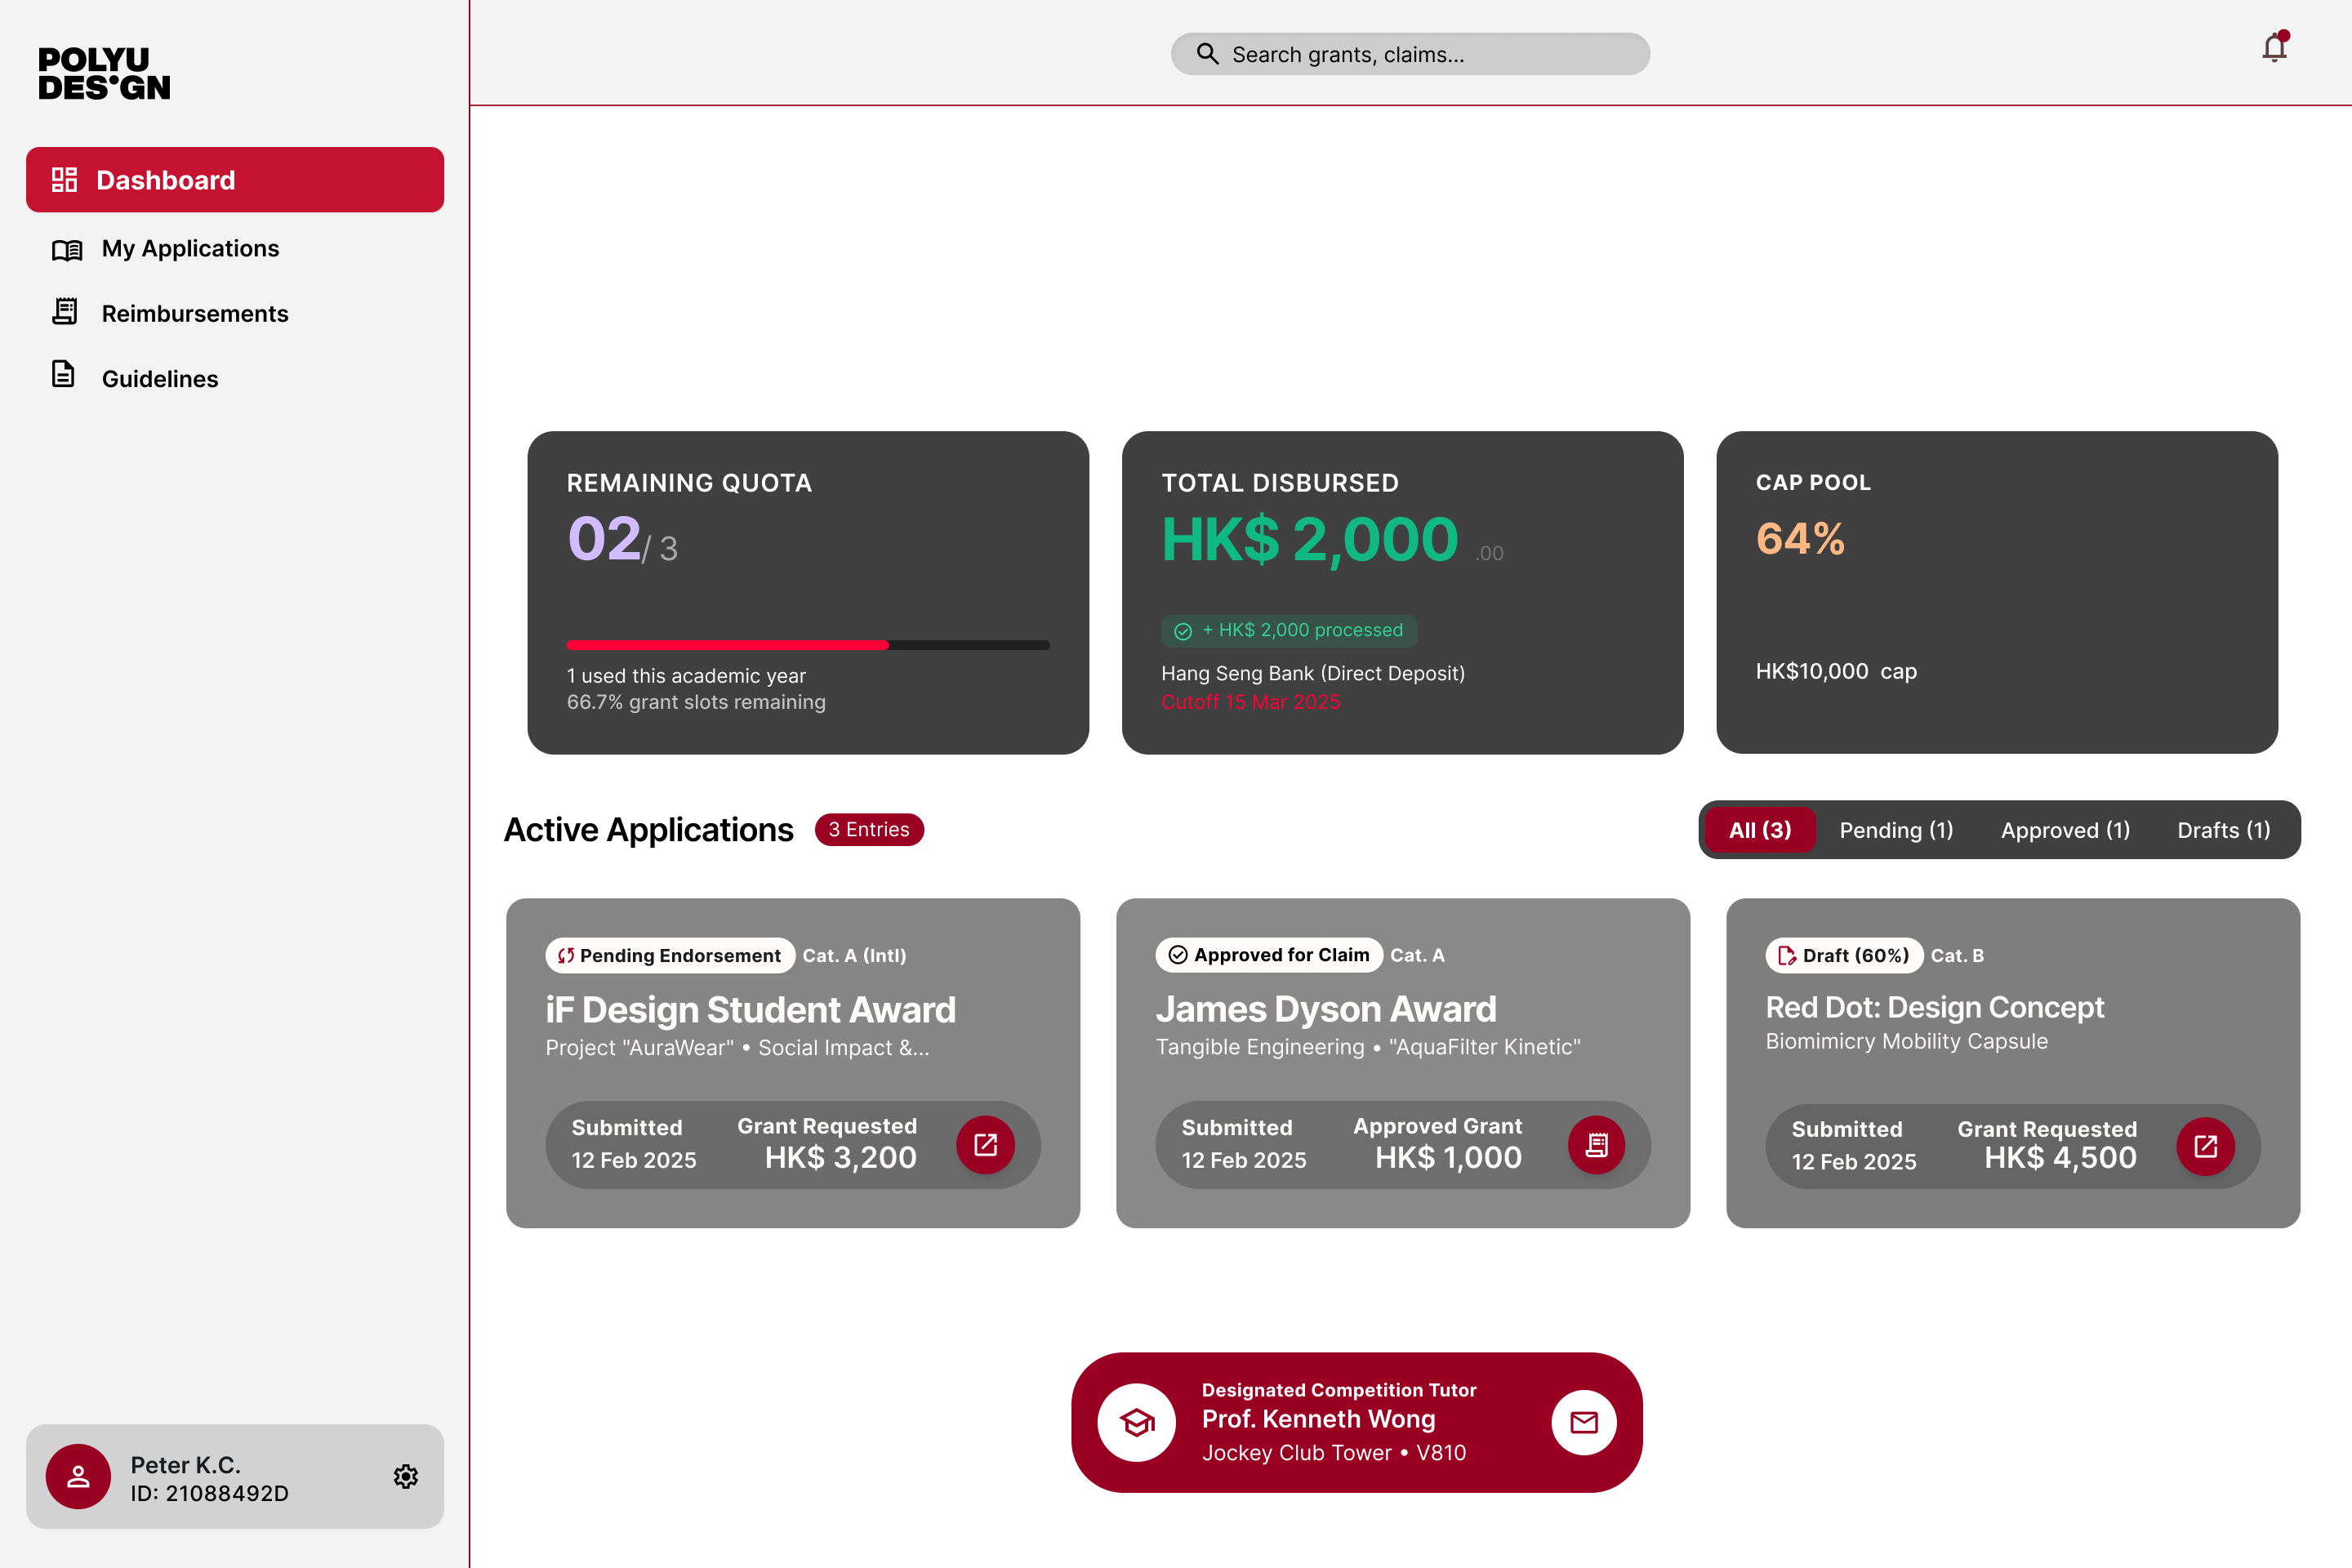 POLYU
DESIGN
Search grants, claims...
Dashboard
My Applications
Reimbursements
Guidelines
REMAINING QUOTA
02/ 3
1 used this academic year
66.7% grant slots remaining
TOTAL DISBURSED
HK$ 2,000 .00
+ HK$ 2,000 processed
Hang Seng Bank (Direct Deposit)
Cutoff 15 Mar 2025
CAP POOL
64%
HK$10,000 cap
Active Applications
3 Entries
All (3)
Pending (1)
Approved (1)
Drafts (1)
Pending Endorsement
Cat. A (Intl)
iF Design Student Award
Project "AuraWear" • Social Impact &...
Submitted
12 Feb 2025
Grant Requested
HK$ 3,200
Approved for Claim
Cat. A
James Dyson Award
Tangible Engineering • "AquaFilter Kinetic"
Submitted
12 Feb 2025
Approved Grant
HK$ 1,000
Draft (60%)
Cat. B
Red Dot: Design Concept
Biomimicry Mobility Capsule
Submitted
12 Feb 2025
Grant Requested
HK$ 4,500
Designated Competition Tutor
Prof. Kenneth Wong
Jockey Club Tower • V810
Peter K.C.
ID: 21088492D